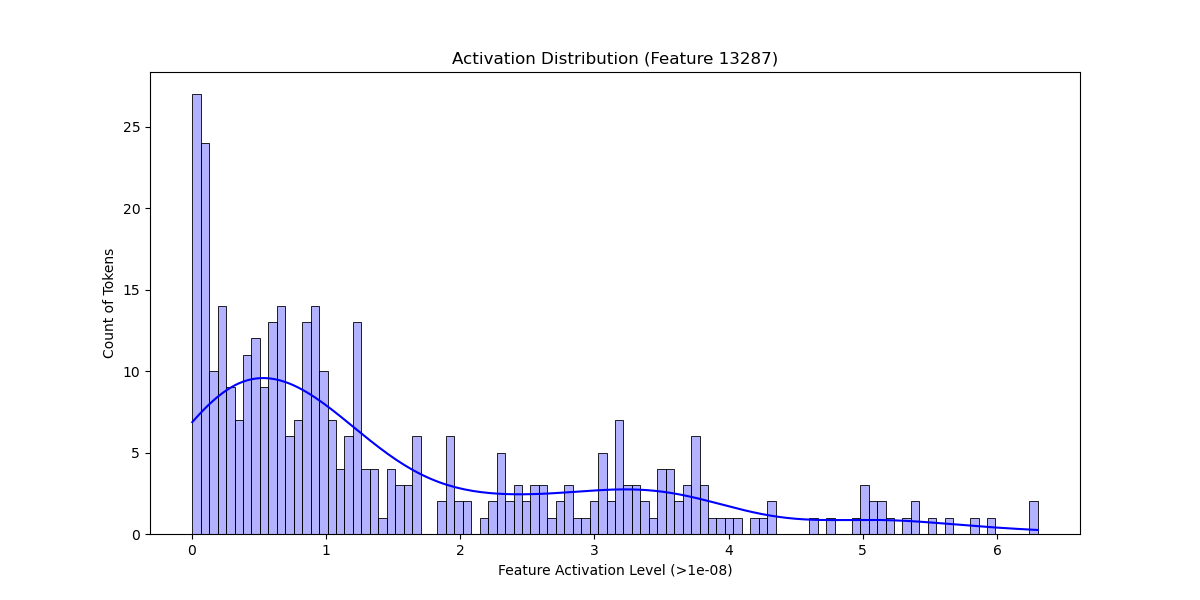 Activation Distribution (Feature 13287)
Count of Tokens
25
20
15
10
5
0
0 1 2 3 4 5 6
Feature Activation Level (>1e-08)